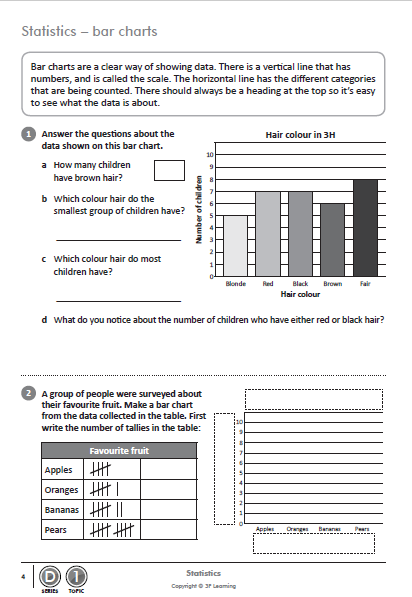 Statistics – bar charts
Bar charts are a clear way of showing data. There is a vertical line that has
numbers, and is called the scale. The horizontal line has the different categories
that are being counted. There should always be a heading at the top so it's easy
to see what the data is about.
1 Answer the questions about the
data shown on this bar chart.
a How many children
have brown hair?
b Which colour hair do the
smallest group of children have?
c Which colour hair do most
children have?
Hair colour in 3H
Number of children
10
9
8
7
6
5
4
3
2
1
0
Blonde Red Black Brown Fair
Hair colour
d What do you notice about the number of children who have either red or black hair?
2 A group of people were surveyed about
their favourite fruit. Make a bar chart
from the data collected in the table. First
write the number of tallies in the table:
Favourite fruit
Apples
Oranges
Bananas
Pears
10
9
8
7
6
5
4
3
2
1
0
Apples Oranges Bananas Pears
4
D 1
SERIES TOPIC
Statistics
Copyright © 3P Learning